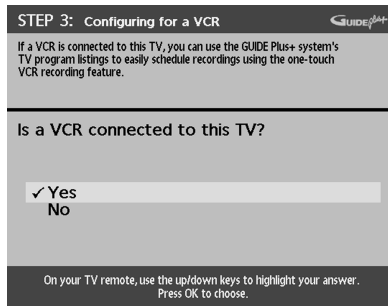 STEP 3: Configuring for a VCR
GUIDE plus+
If a VCR is connected to this TV, you can use the GUIDE Plus+ system's
TV program listings to easily schedule recordings using the one-touch
VCR recording feature.
Is a VCR connected to this TV?
✓ Yes
No
On your TV remote, use the up/down keys to highlight your answer.
Press OK to choose.